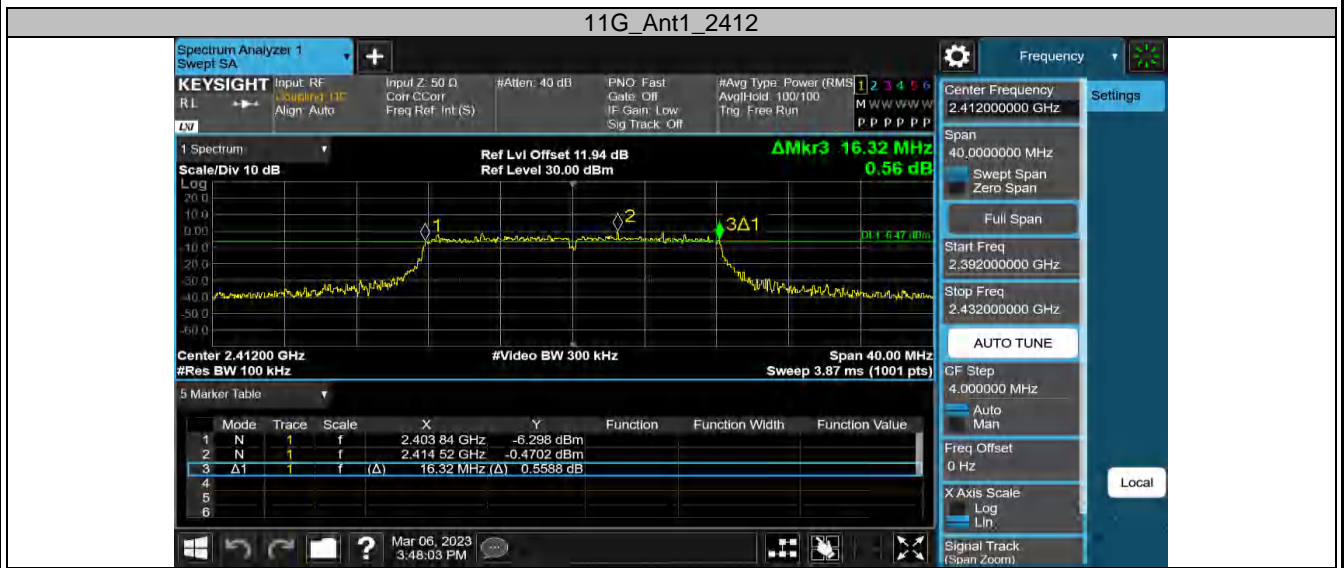 11G_Ant1_2412
Spectrum Analyzer 1
Swept SA
+
Frequency
KEYSIGHT
RL
LXI
Input: RF
Coupling: DC
Align: Auto
Input Z: 50 Ω
Corr CCorr
Freq Ref: Int (S)
#Atten: 40 dB
PNO: Fast
Gate: Off
IF Gain: Low
Sig Track: Off
#Avg Type: Power (RMS
Avg|Hold: 100/100
Trig: Free Run
1 2 3 4 5 6
M W W W W W
P P P P P P
Settings
1 Spectrum
Scale/Div 10 dB
Ref Lvl Offset 11.94 dB
Ref Level 30.00 dBm
ΔMkr3 16.32 MHz
0.56 dB
Log
20.0
10.0
0.00
-10.0
-20.0
-30.0
-40.0
-50.0
-60.0
1
2
3Δ1
DL1 -6.47 dBm
Center 2.41200 GHz
#Res BW 100 kHz
#Video BW 300 kHz
Span 40.00 MHz
Sweep 3.87 ms (1001 pts)
5 Marker Table
Mode Trace Scale X Y Function Function Width Function Value
1 N 1 f 2.403 84 GHz -6.298 dBm
2 N 1 f 2.414 52 GHz -0.4702 dBm
3 Δ1 1 f (Δ) 16.32 MHz (Δ) 0.5588 dB
4
5
6
Center Frequency
2.412000000 GHz
Span
40.0000000 MHz
Swept Span
Zero Span
Full Span
Start Freq
2.392000000 GHz
Stop Freq
2.432000000 GHz
AUTO TUNE
CF Step
4.000000 MHz
Auto
Man
Freq Offset
0 Hz
X Axis Scale
Log
Lin
Signal Track
(Span Zoom)
Local
?
Mar 06, 2023
3:48:03 PM